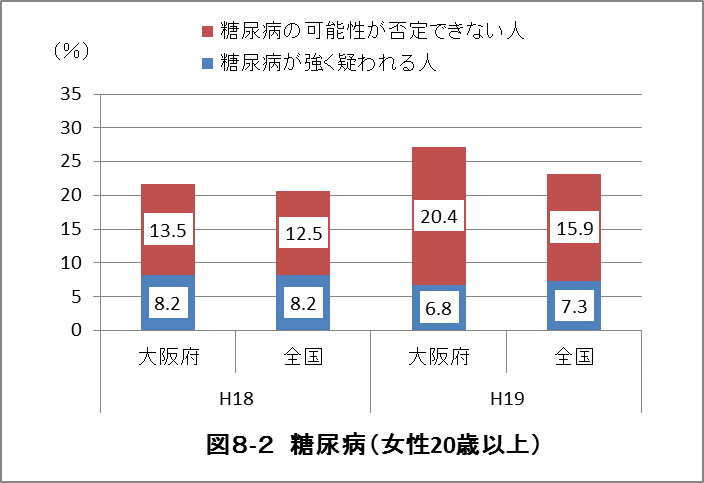 糖尿病の可能性が否定できない人
(%)
糖尿病が強く疑われる人
35
30
25
20
15
10
5
0
13.5
12.5
20.4
15.9
8.2
8.2
6.8
7.3
大阪府
全国
大阪府
全国
H18
H19
図8-2 糖尿病(女性20歳以上)